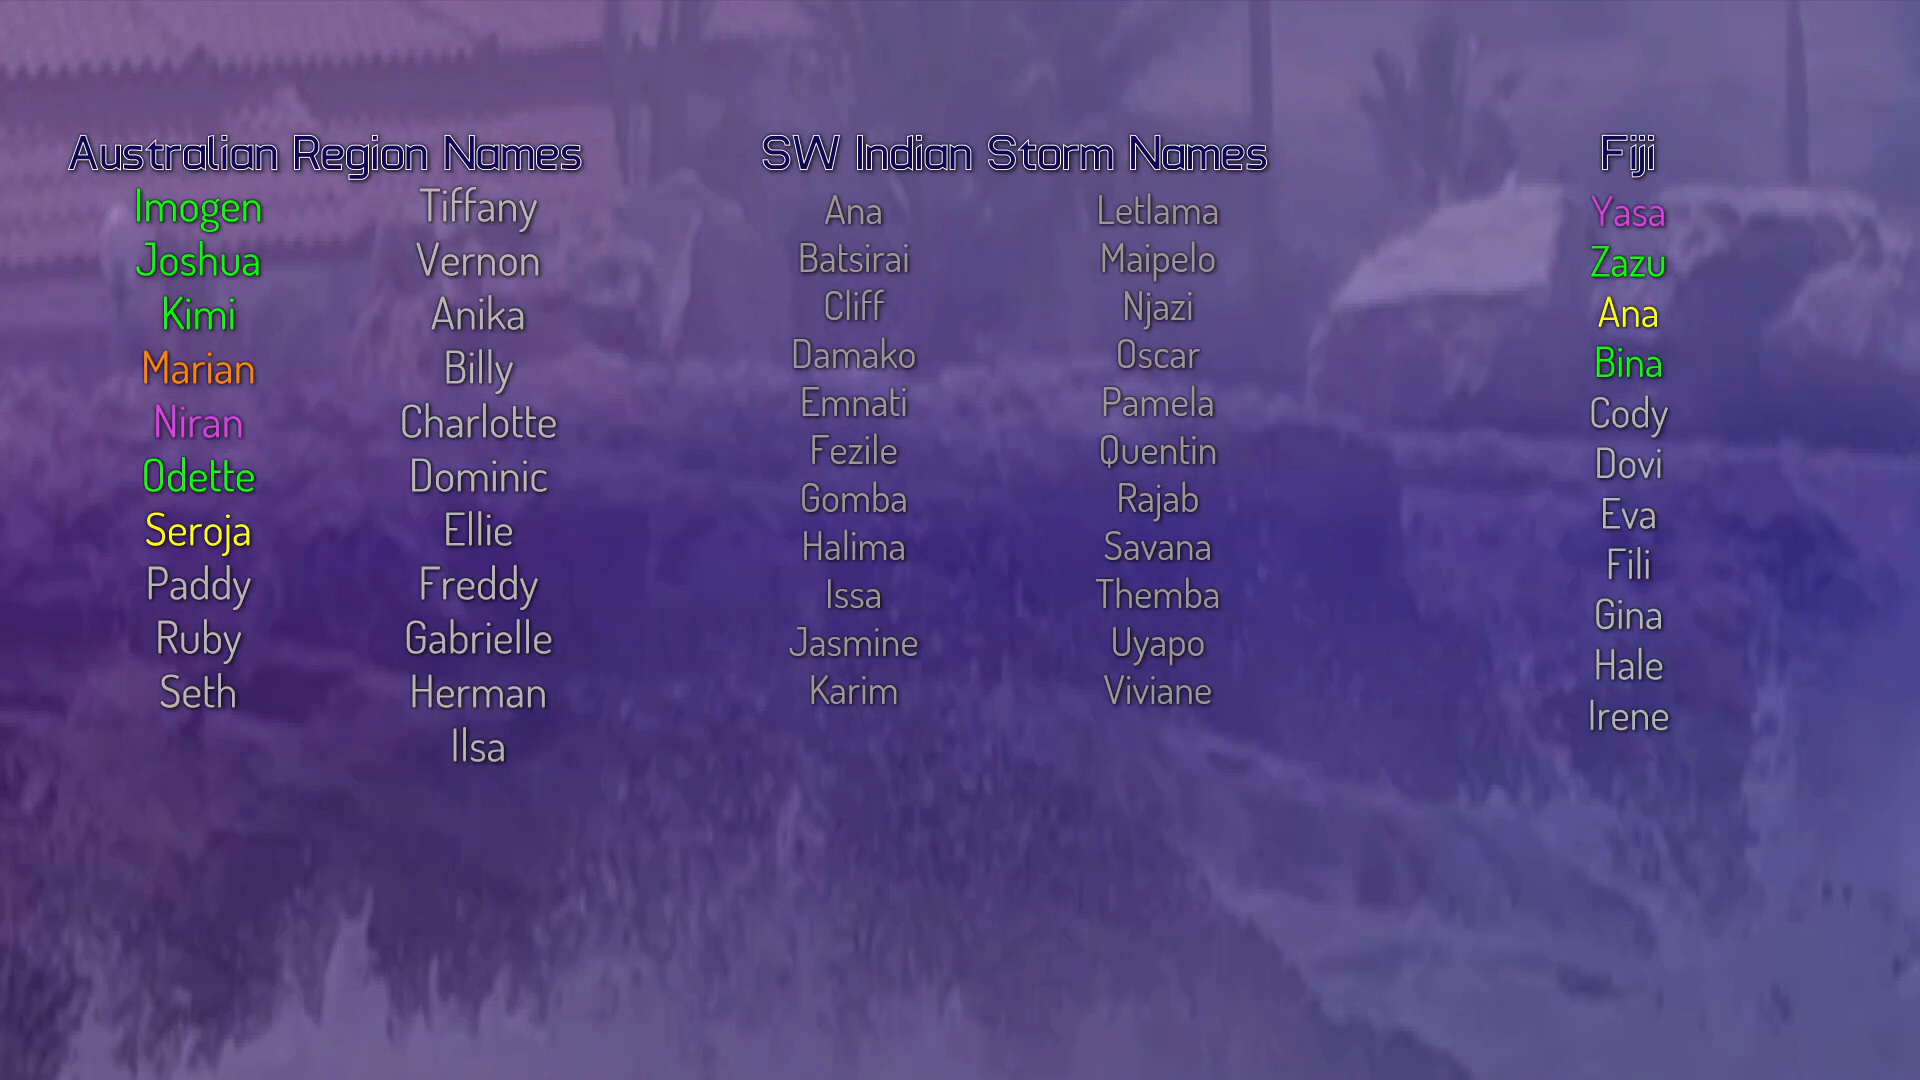 Australian Region Names
Imogen
Joshua
Kimi
Marian
Niran
Odette
Seroja
Paddy
Ruby
Seth
Tiffany
Vernon
Anika
Billy
Charlotte
Dominic
Ellie
Freddy
Gabrielle
Herman
Ilsa
SW Indian Storm Names
Ana
Batsirai
Cliff
Damako
Emnati
Fezile
Gomba
Halima
Issa
Jasmine
Karim
Letlama
Maipelo
Njazi
Oscar
Pamela
Quentin
Rajab
Savana
Themba
Uyapo
Viviane
Fiji
Yasa
Zazu
Ana
Bina
Cody
Dovi
Eva
Fili
Gina
Hale
Irene